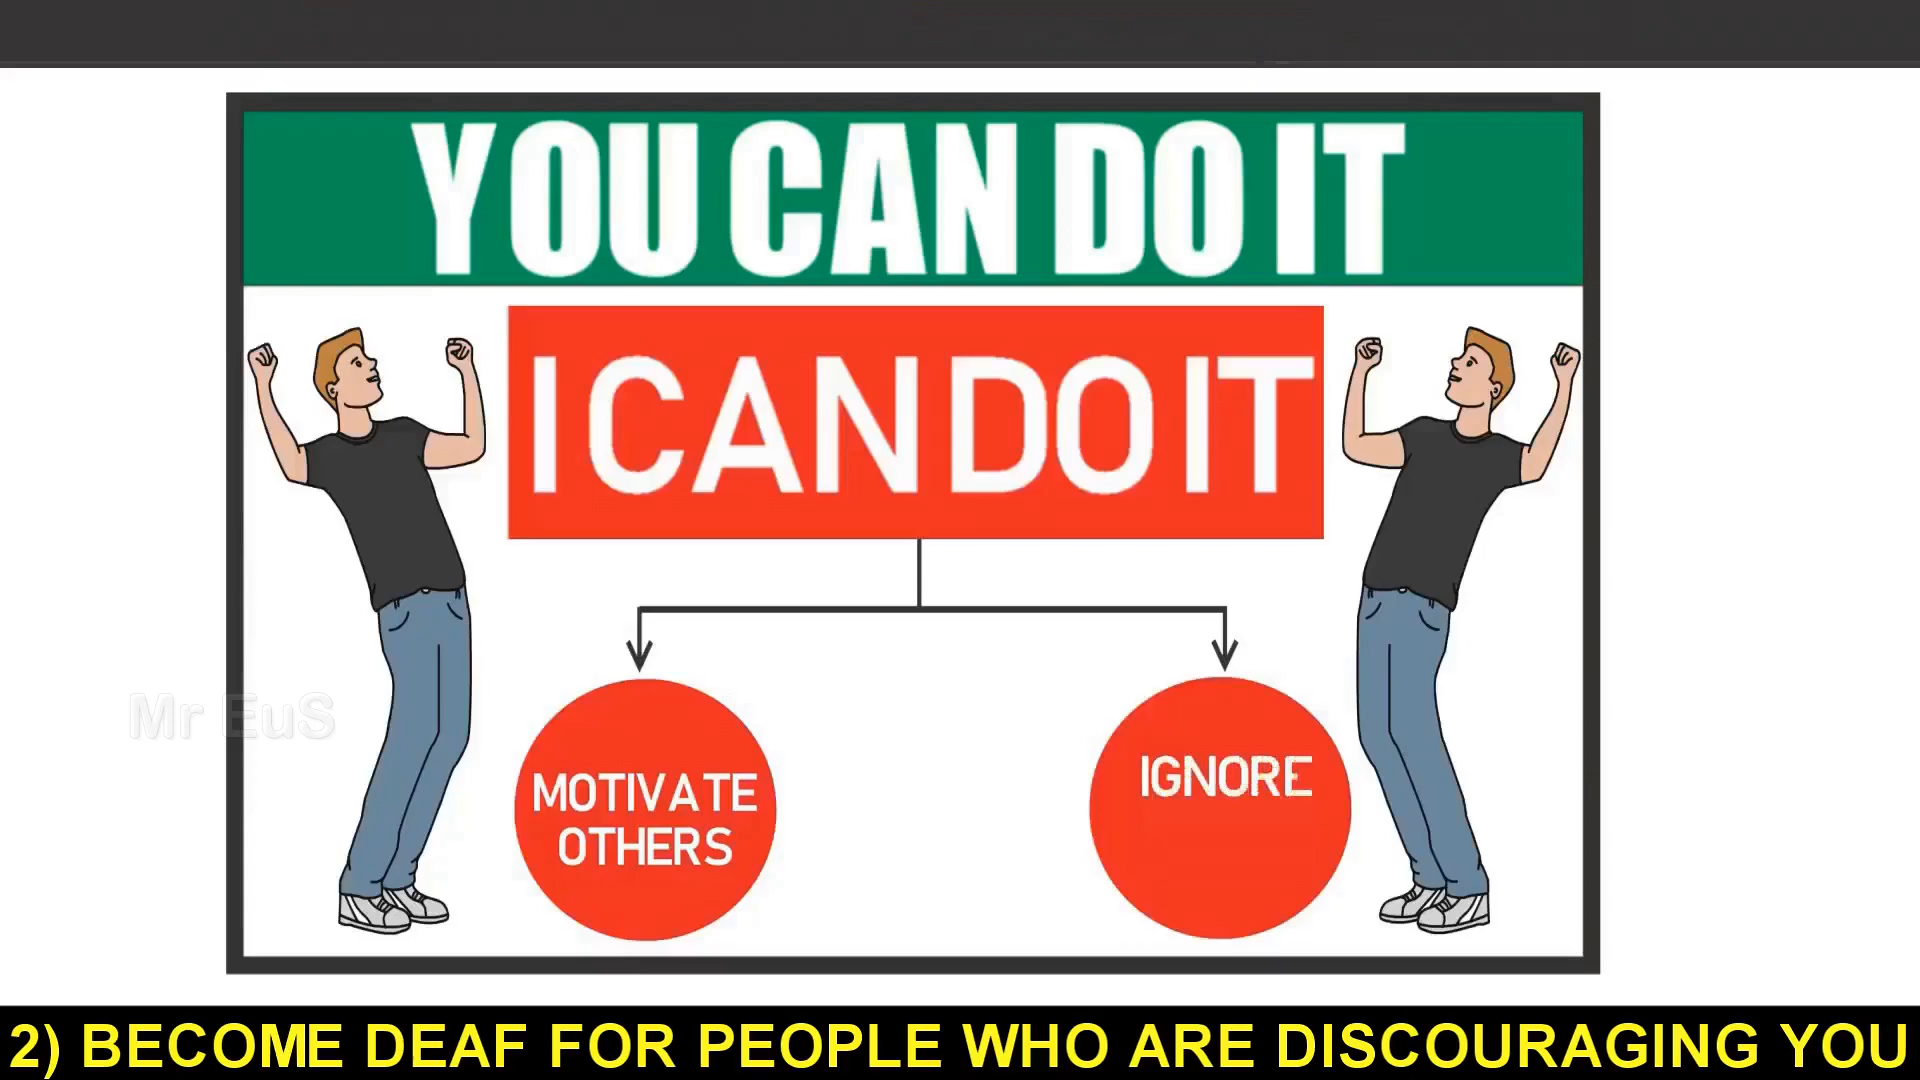 YOU CAN DO IT
I CAN DO IT
MOTIVATE
OTHERS
IGNORE
Mr EuS
2) BECOME DEAF FOR PEOPLE WHO ARE DISCOURAGING YOU